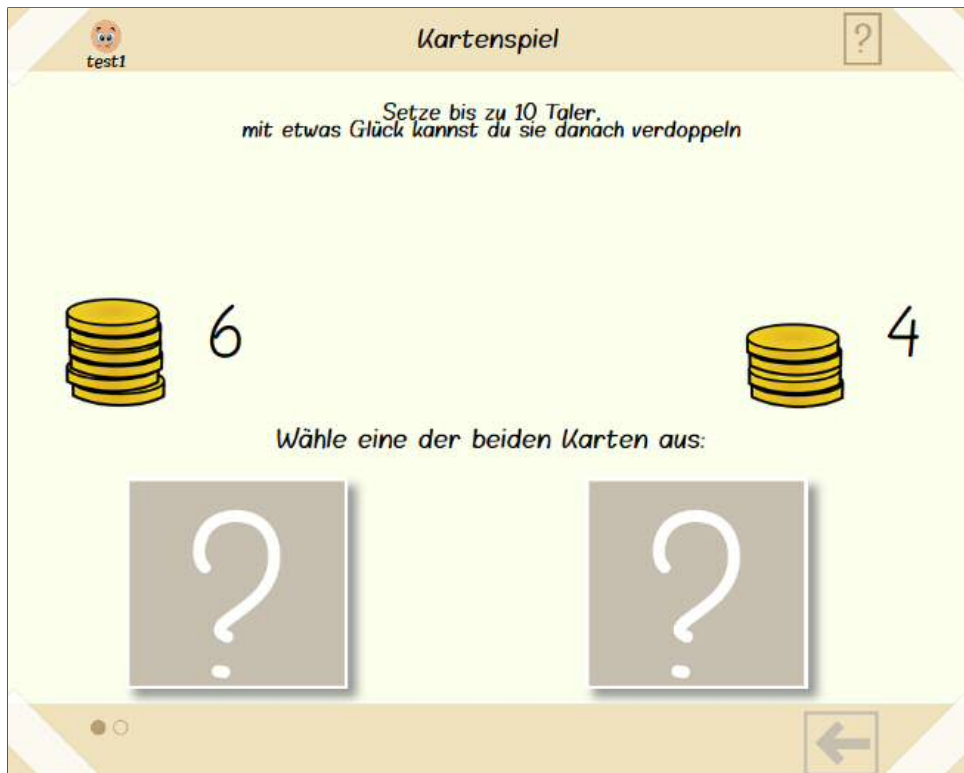 Kartenspiel
?
test1
Setze bis zu 10 Taler,
mit etwas Glück kannst du sie danach verdoppeln
6
4
Wähle eine der beiden Karten aus:
? ?